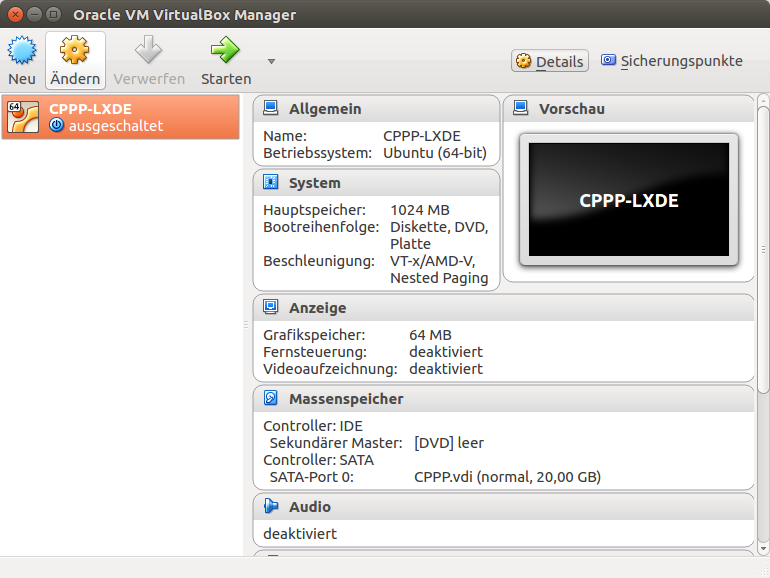 Oracle VM VirtualBox Manager
Neu
Ändern
Verwerfen
Starten
Details
Sicherungspunkte
64
CPPP-LXDE
ausgeschaltet
Allgemein
Name: CPPP-LXDE
Betriebssystem: Ubuntu (64-bit)
System
Hauptspeicher: 1024 MB
Bootreihenfolge: Diskette, DVD,
Platte
Beschleunigung: VT-x/AMD-V,
Nested Paging
Vorschau
CPPP-LXDE
Anzeige
Grafikspeicher: 64 MB
Fernsteuerung: deaktiviert
Videoaufzeichnung: deaktiviert
Massenspeicher
Controller: IDE
Sekundärer Master: [DVD] leer
Controller: SATA
SATA-Port 0: CPPP.vdi (normal, 20,00 GB)
Audio
deaktiviert